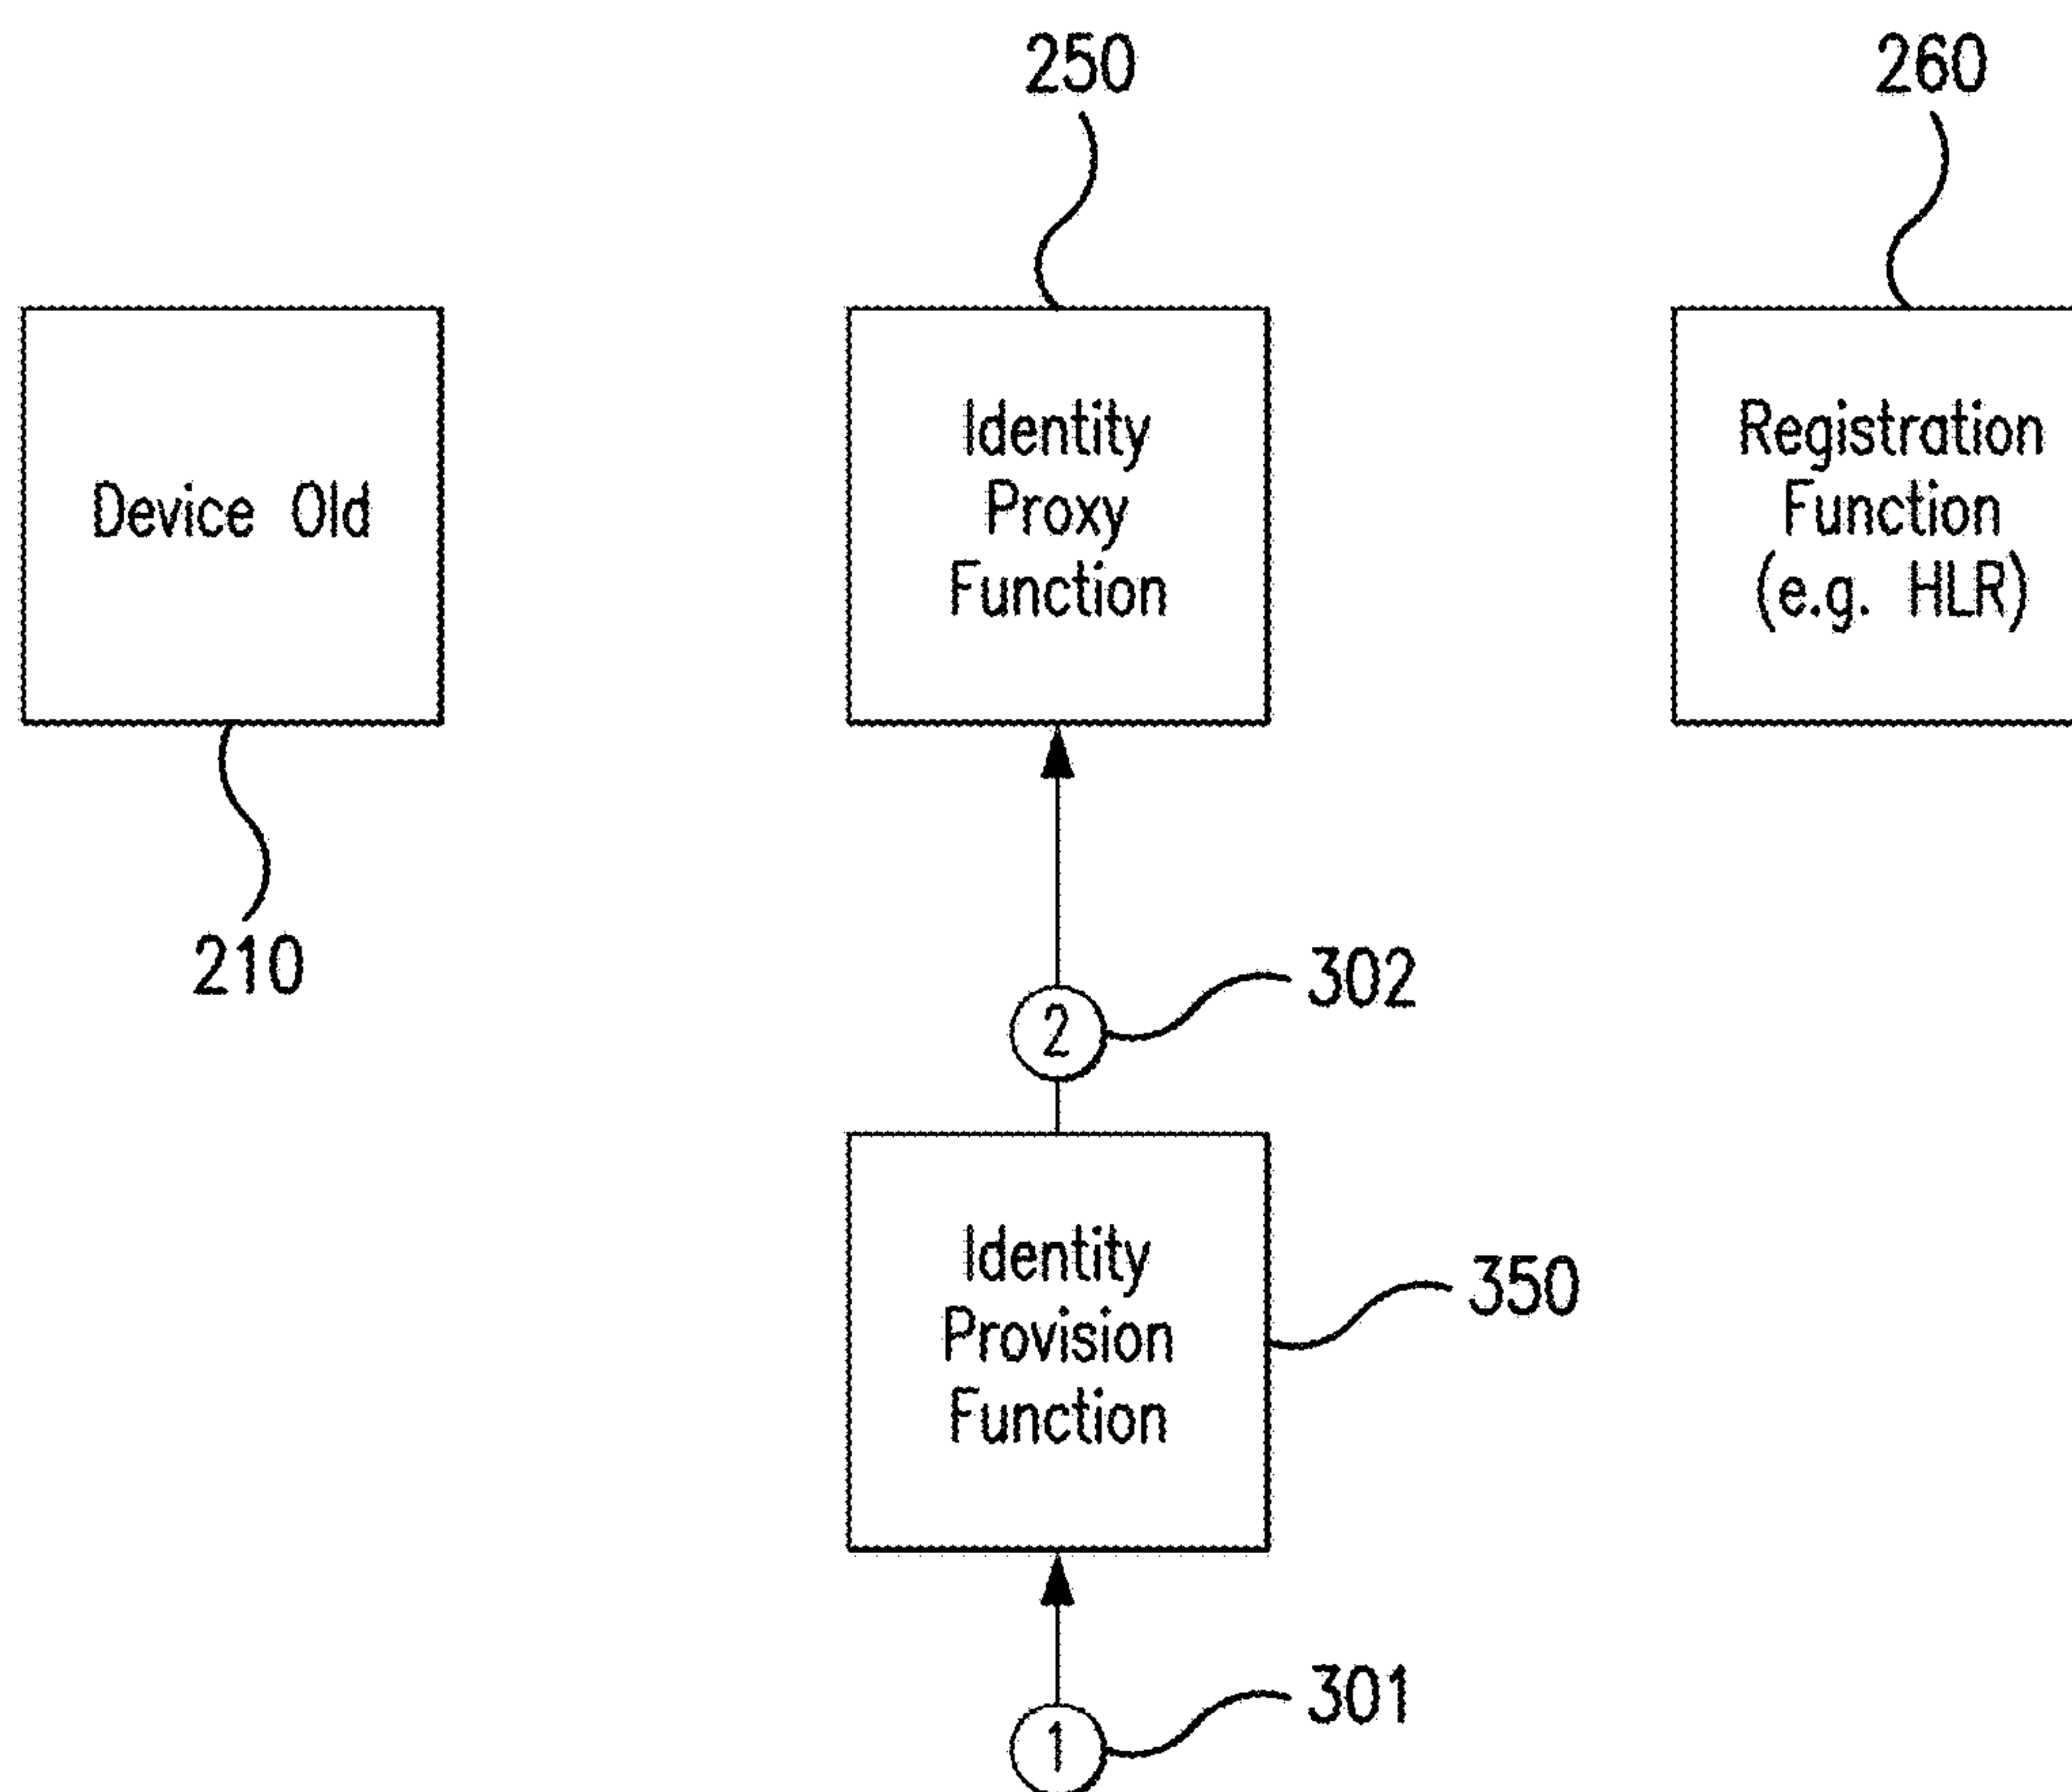 250
260
Device Old
Identity
Proxy
Function
Registration
Function
(e.g. HLR)
210
302
2
Identity
Provision
Function
350
301
1